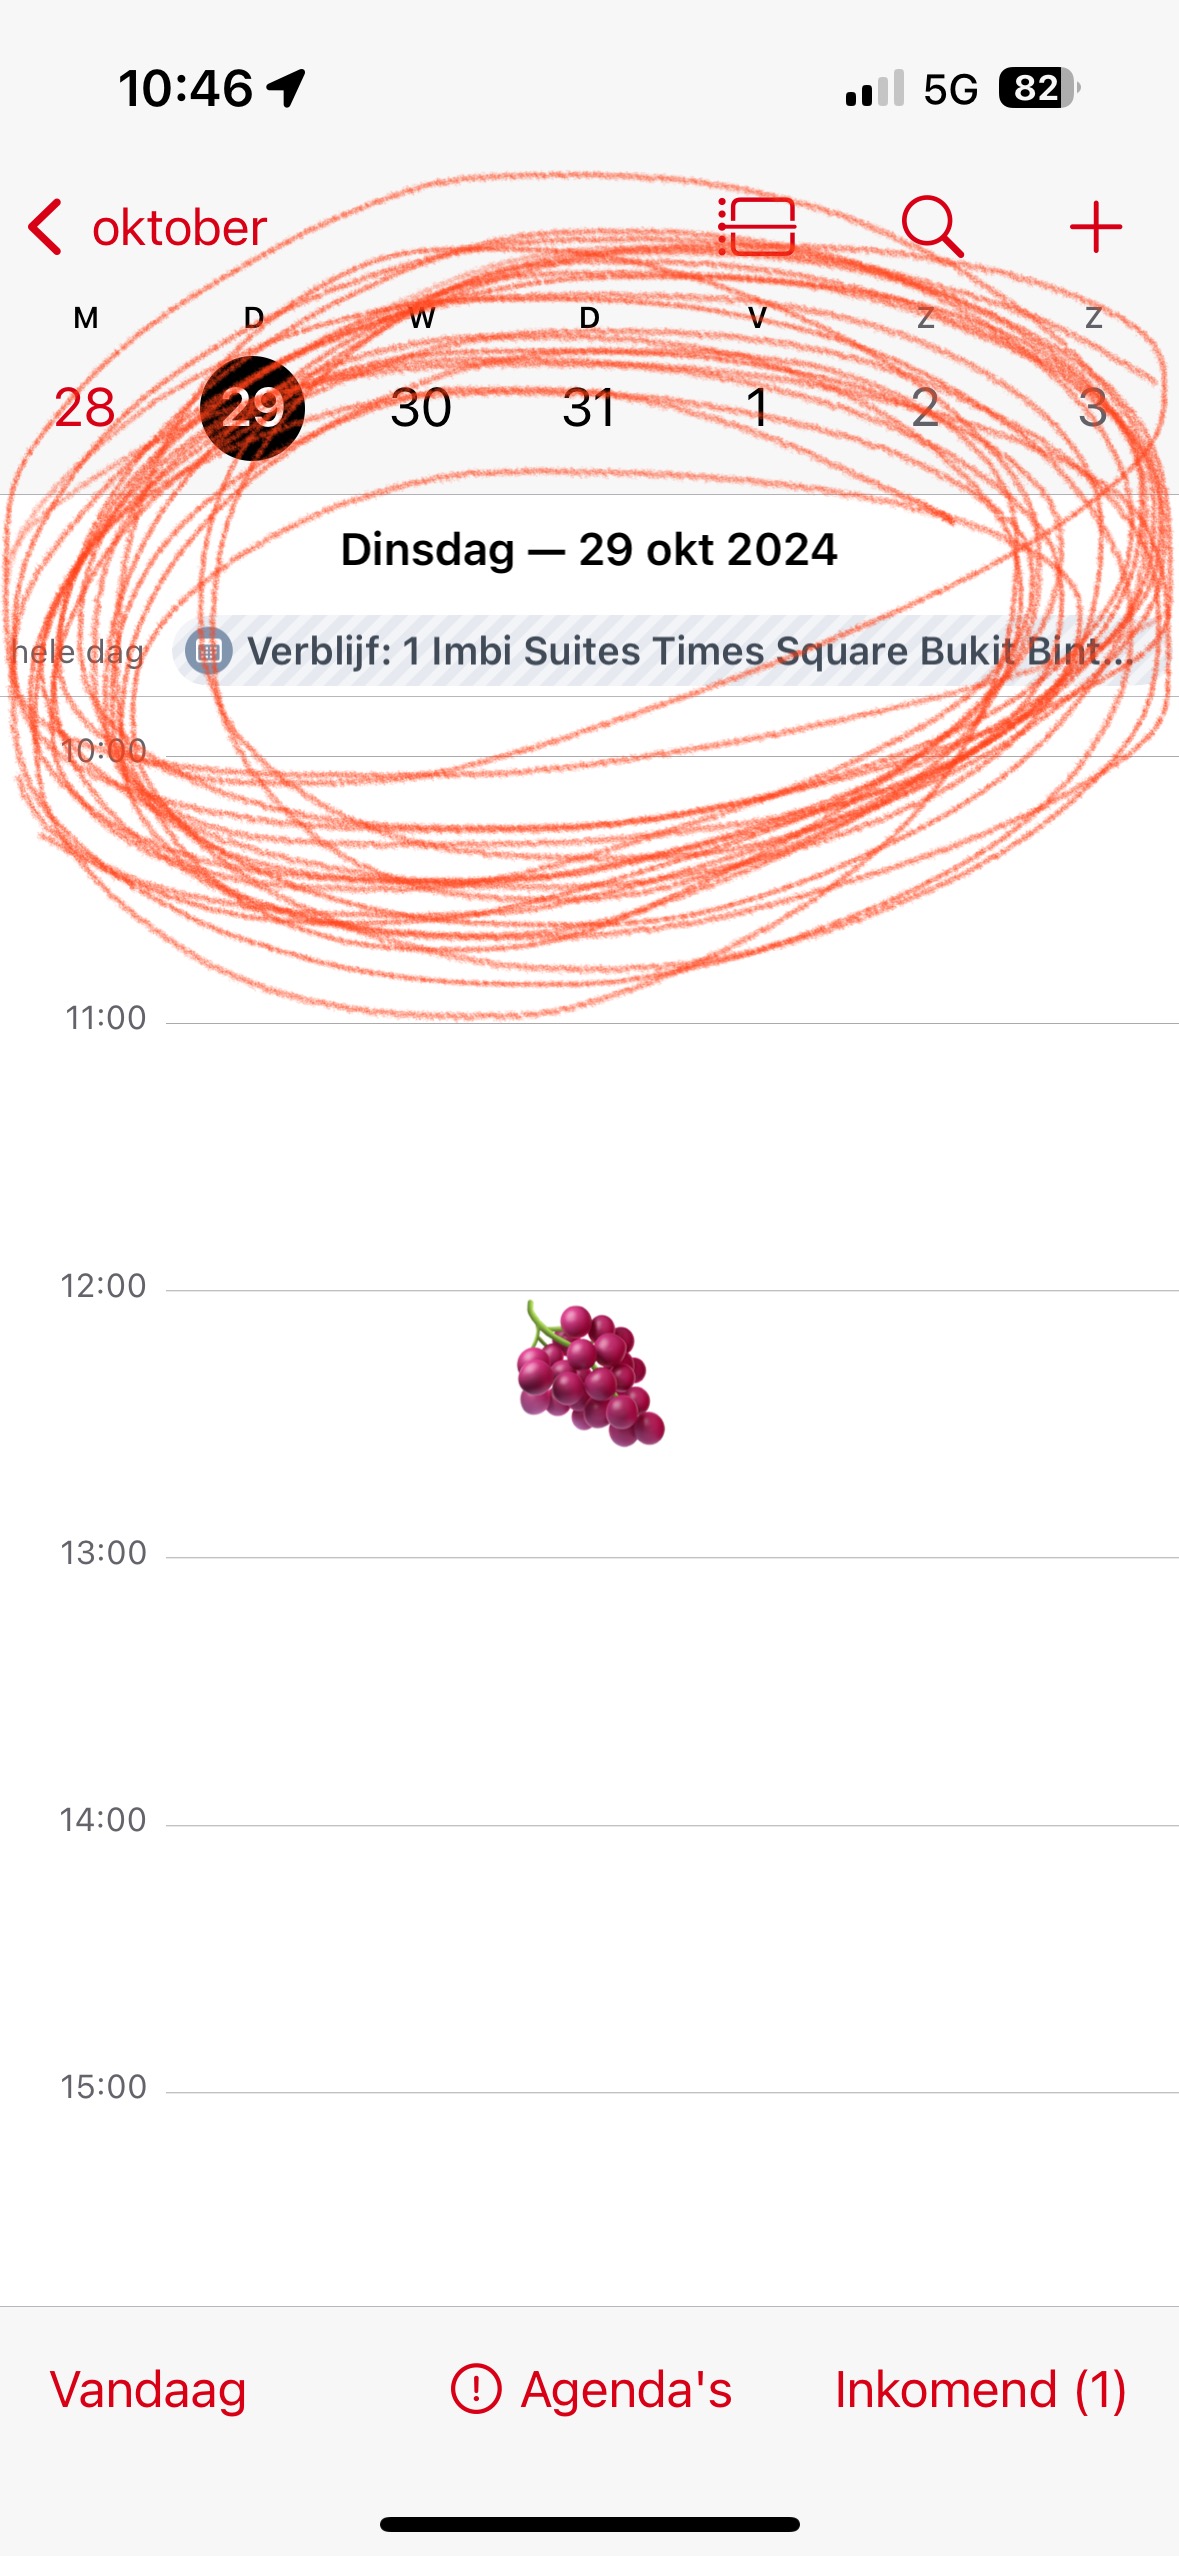 10:46 5G 82
oktober
M D W D V Z Z
28 29 30 31 1 2 3
Dinsdag — 29 okt 2024
hele dag Verblijf: 1 Imbi Suites Times Square Bukit Bint...
10:00
11:00
12:00
13:00
14:00
15:00
Vandaag Agenda's Inkomend (1)